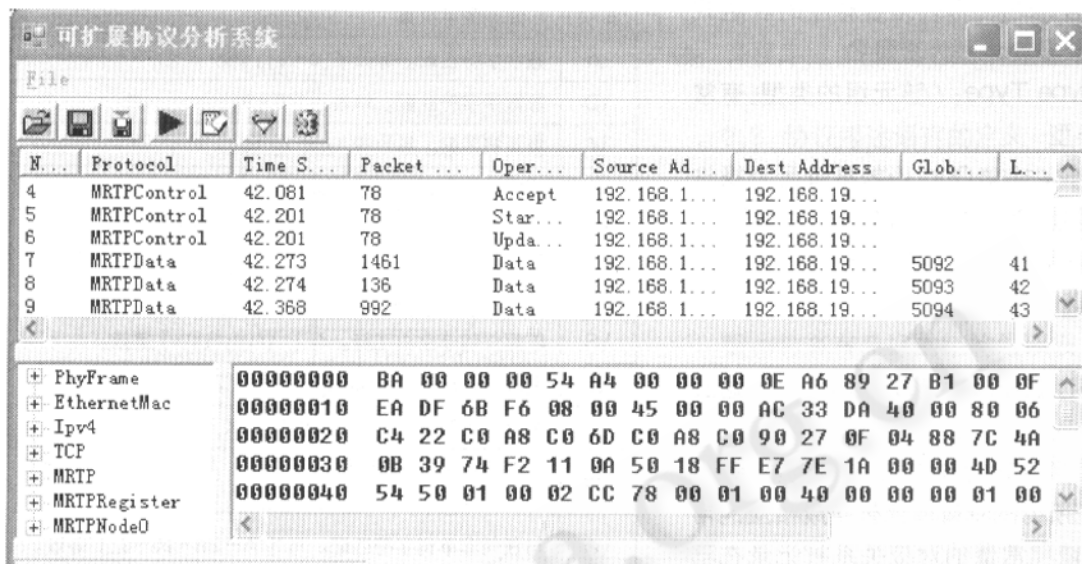 可扩展协议分析系统
File
N... Protocol Time S... Packet ... Oper... Source Ad... Dest Address Glob... L...
4 MRTPControl 42.081 78 Accept 192.168.1... 192.168.19...
5 MRTPControl 42.201 78 Star... 192.168.1... 192.168.19...
6 MRTPControl 42.201 78 Upda... 192.168.1... 192.168.19...
7 MRTPData 42.273 1461 Data 192.168.1... 192.168.19... 5092 41
8 MRTPData 42.274 136 Data 192.168.1... 192.168.19... 5093 42
9 MRTPData 42.368 992 Data 192.168.1... 192.168.19... 5094 43
PhyFrame
EthernetMac
Ipv4
TCP
MRTP
MRTPRegister
MRTPNodeO
00000000 BA 00 00 00 54 A4 00 00 00 0E A6 89 27 B1 00 0F
00000010 EA DF 6B F6 08 00 45 00 00 AC 33 DA 40 00 80 06
00000020 C4 22 C0 A8 C0 6D C0 A8 C0 90 27 0F 04 88 7C 4A
00000030 0B 39 74 F2 11 0A 50 18 FF E7 7E 1A 00 00 4D 52
00000040 54 50 01 00 02 CC 78 00 01 00 40 00 00 00 01 00